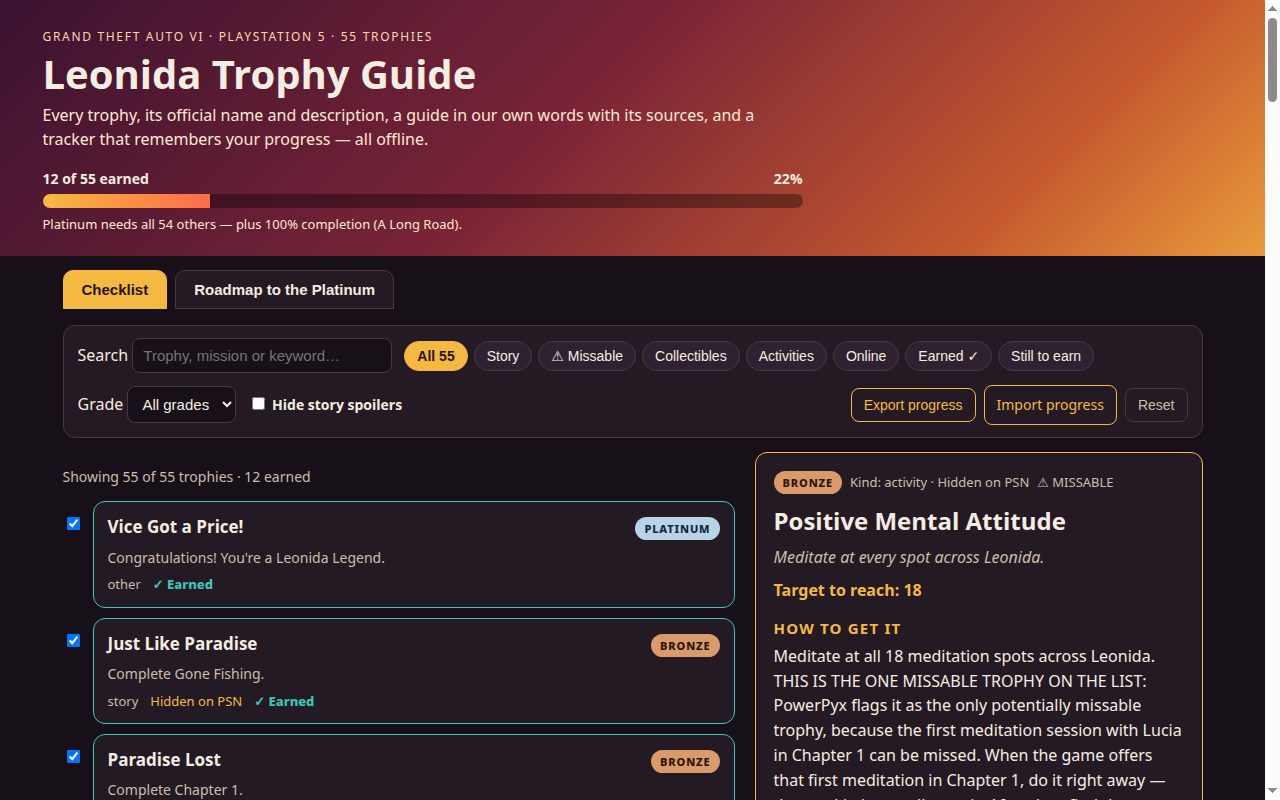 GRAND THEFT AUTO VI · PLAYSTATION 5 · 55 TROPHIES
Leonida Trophy Guide
Every trophy, its official name and description, a guide in our own words with its sources, and a
tracker that remembers your progress — all offline.
12 of 55 earned 22%
Platinum needs all 54 others — plus 100% completion (A Long Road).
Checklist Roadmap to the Platinum
Search Trophy, mission or keyword… All 55 Story ⚠ Missable Collectibles Activities Online Earned ✓ Still to earn
Grade All grades Hide story spoilers Export progress Import progress Reset
Showing 55 of 55 trophies · 12 earned
Vice Got a Price! PLATINUM
Congratulations! You're a Leonida Legend.
other ✓ Earned
Just Like Paradise BRONZE
Complete Gone Fishing.
story Hidden on PSN ✓ Earned
Paradise Lost BRONZE
Complete Chapter 1.
BRONZE Kind: activity · Hidden on PSN ⚠ MISSABLE
Positive Mental Attitude
Meditate at every spot across Leonida.
Target to reach: 18
HOW TO GET IT
Meditate at all 18 meditation spots across Leonida.
THIS IS THE ONE MISSABLE TROPHY ON THE LIST:
PowerPyx flags it as the only potentially missable
trophy, because the first meditation session with Lucia
in Chapter 1 can be missed. When the game offers
that first meditation in Chapter 1, do it right away —